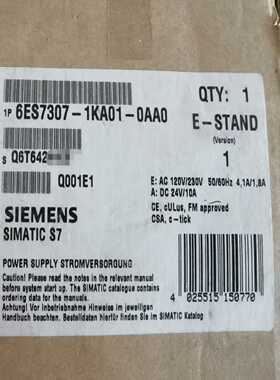 1P 6ES7307-1KA01-0AA0
QTY: 1
E-STAND
(Version)
1
S Q6T642
Q001E1
E: AC 120V/230V 50/60Hz 4,1A/1,8A
A: DC 24V/10A
CE, cULus, FM approved
CSA, c-tick
SIEMENS
SIMATIC S7
POWER SUPPLY STROMVERSORGUNG
Caution! Please read the notes in the relevant manual
before system start up. The SIMATIC catalogue contains
ordering data for the manuals.
Vor Inbetriebnahme Hinweise im jeweiligen
Handbuch beachten. Bestelldaten hierfür im SIMATIC Katalog
4 025515 150770